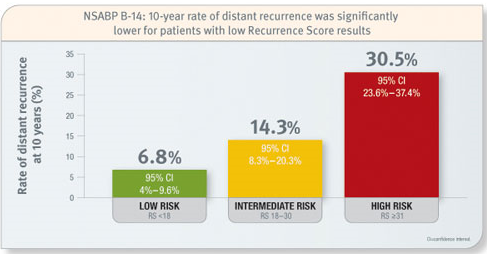 NSABP B-14: 10-year rate of distant recurrence was significantly
lower for patients with low Recurrence Score results
Rate of distant recurrence
at 10 years (%)
35
30
25
20
15
10
5
0
6.8%
95% CI
4%–9.6%
14.3%
95% CI
8.3%–20.3%
30.5%
95% CI
23.6%–37.4%
LOW RISK
RS <18
INTERMEDIATE RISK
RS 18–30
HIGH RISK
RS ≥31
CI=confidence interval